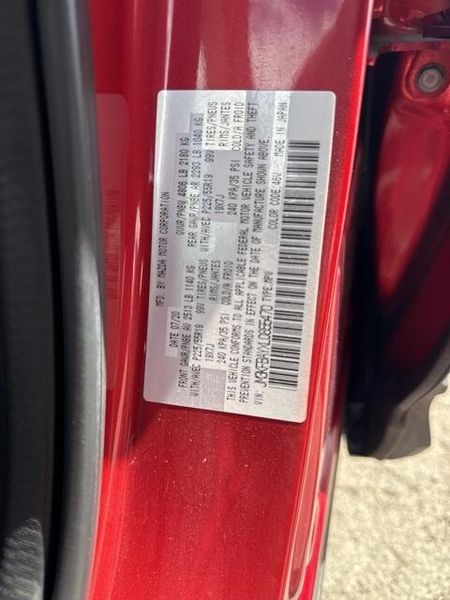 MFD. BY MAZDA MOTOR CORPORATION
DATE 07/20 GVWR/PNBV 4806 LB 2180 KG
FRONT GAWR/PNBE AV 2513 LB 1140 KG REAR GAWR/PNBE AR 2293 LB 1040 KG
WITH/AVEC P225/55R19 99V TIRES/PNEUS WITH/AVEC P225/55R19 99V TIRES/PNEUS
19X7J RIMS/JANTES 19X7J RIMS/JANTES
240 KPA/35 PSI COLD/A FROID 240 KPA/35 PSI COLD/A FROID
THIS VEHICLE CONFORMS TO ALL APPLICABLE FEDERAL MOTOR VEHICLE SAFETY AND THEFT
STANDARDS IN EFFECT ON THE DATE OF MANUFACTURE SHOWN ABOVE.
VIN: TYPE:MPV COLOR CODE:46V MADE IN JAPAN